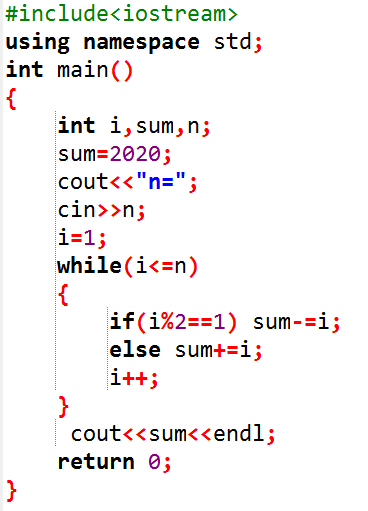 #include<iostream>
using namespace std;
int main()
{
int i,sum,n;
sum=2020;
cout<<"n=";
cin>>n;
i=1;
while(i<=n)
{
if(i%2==1) sum-=i;
else sum+=i;
i++;
}
cout<<sum<<endl;
return 0;
}